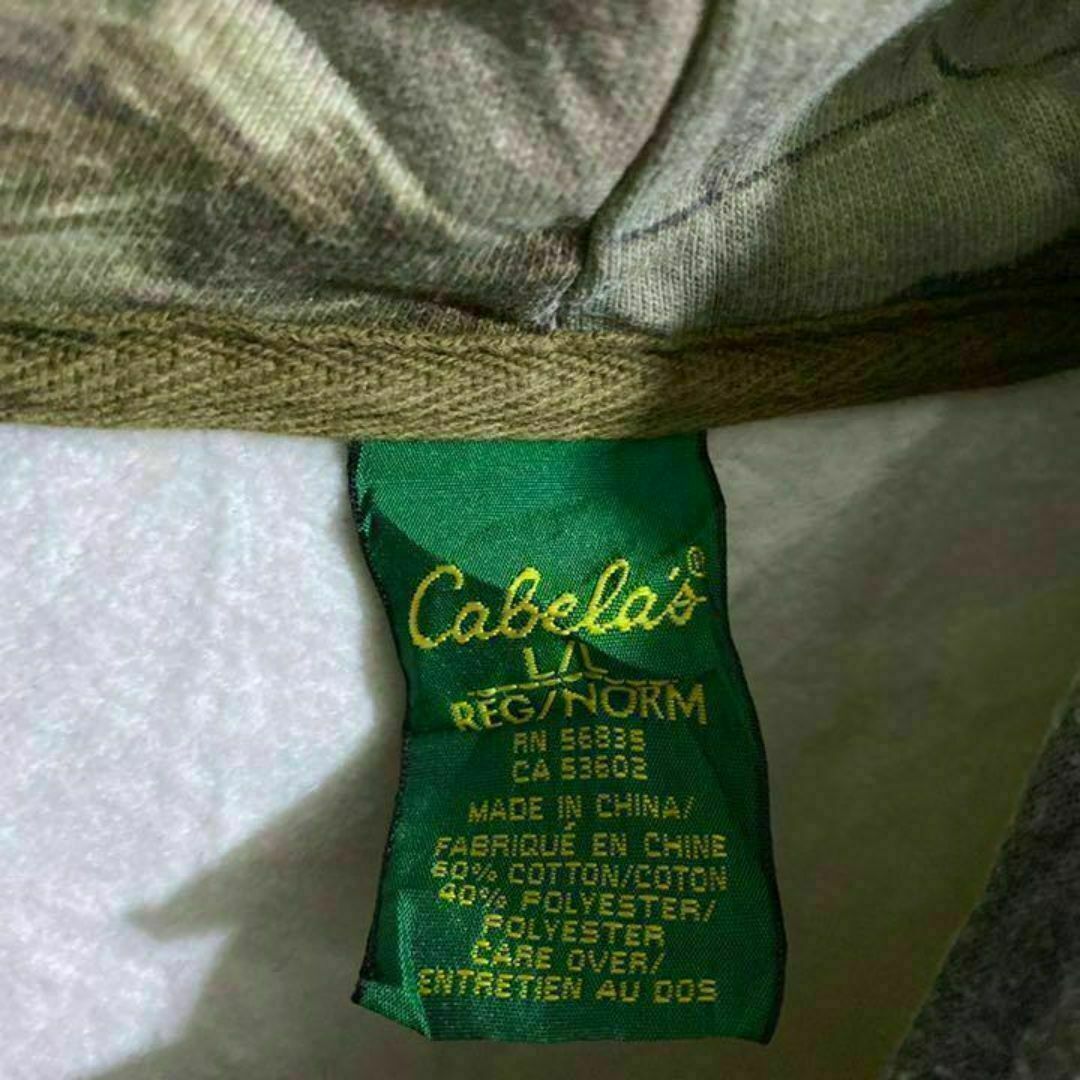 Cabela's®
L/L
REG/NORM
RN 56835
CA 53602
MADE IN CHINA/
FABRIQUÉ EN CHINE
60% COTTON/COTON
40% POLYESTER/
POLYESTER
CARE OVER/
ENTRETIEN AU DOS